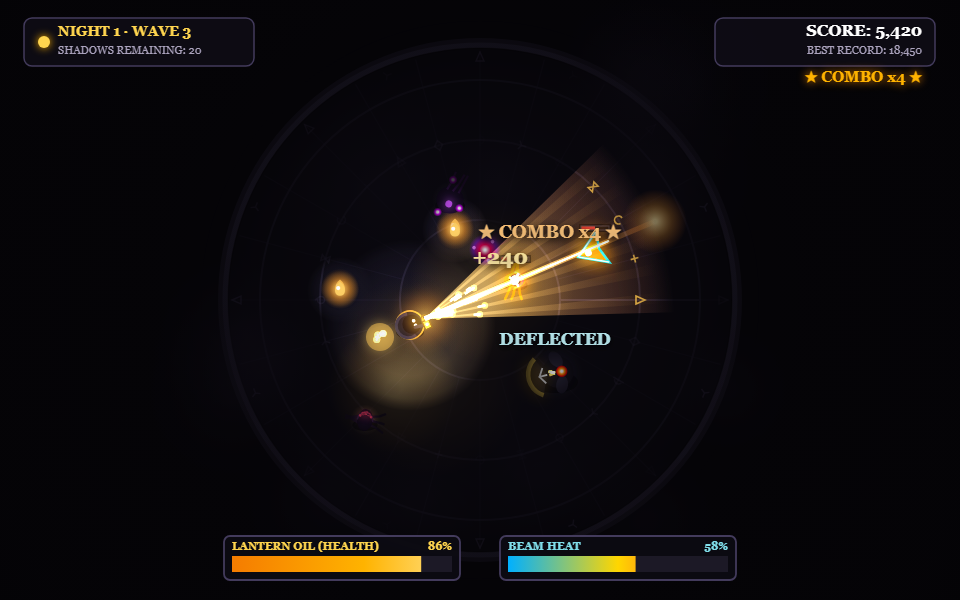 NIGHT 1 · WAVE 3
SHADOWS REMAINING: 20
SCORE: 5,420
BEST RECORD: 18,450
★ COMBO x4 ★
★ COMBO x4 ★
+240
DEFLECTED
LANTERN OIL (HEALTH) 86%
BEAM HEAT 58%